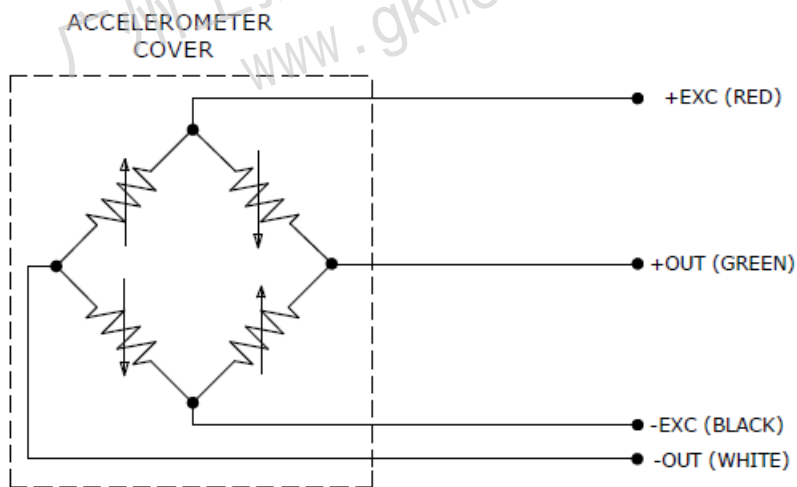 ACCELEROMETER
COVER
+EXC (RED)
+OUT (GREEN)
-EXC (BLACK)
-OUT (WHITE)